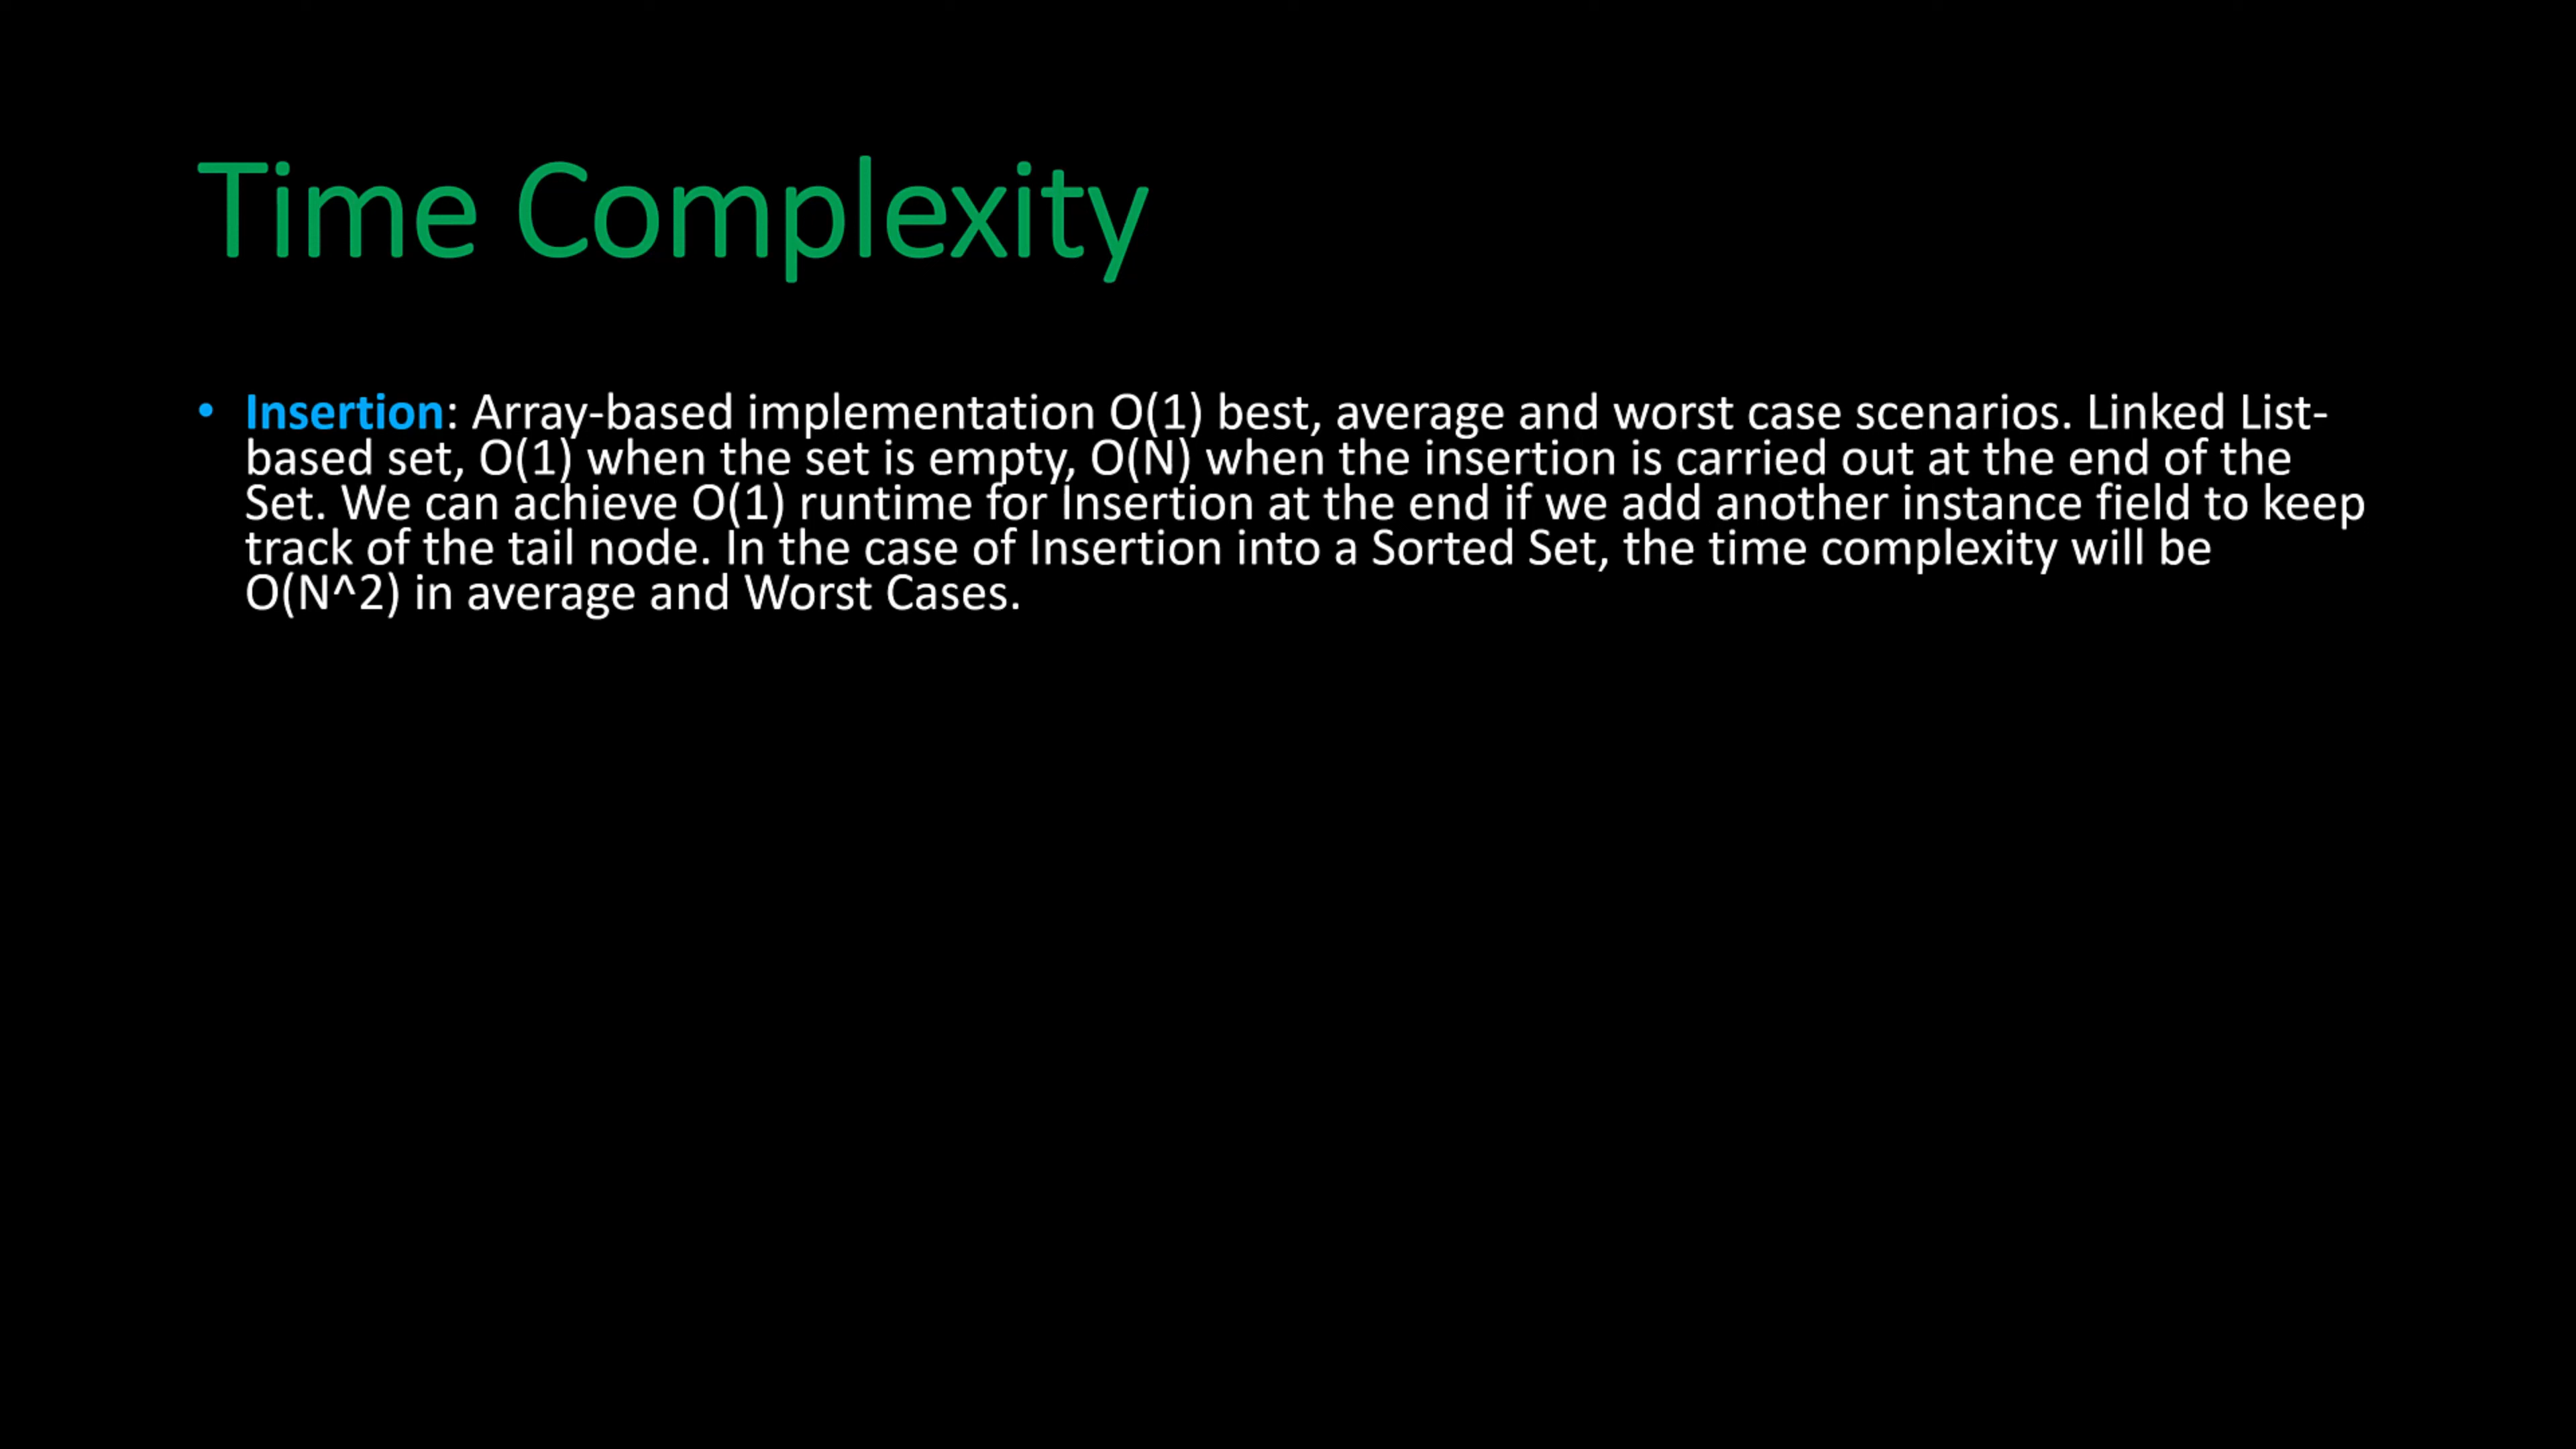 Time Complexity
• Insertion: Array-based implementation O(1) best, average and worst case scenarios. Linked List-
based set, O(1) when the set is empty, O(N) when the insertion is carried out at the end of the
Set. We can achieve O(1) runtime for Insertion at the end if we add another instance field to keep
track of the tail node. In the case of Insertion into a Sorted Set, the time complexity will be
O(N^2) in average and Worst Cases.